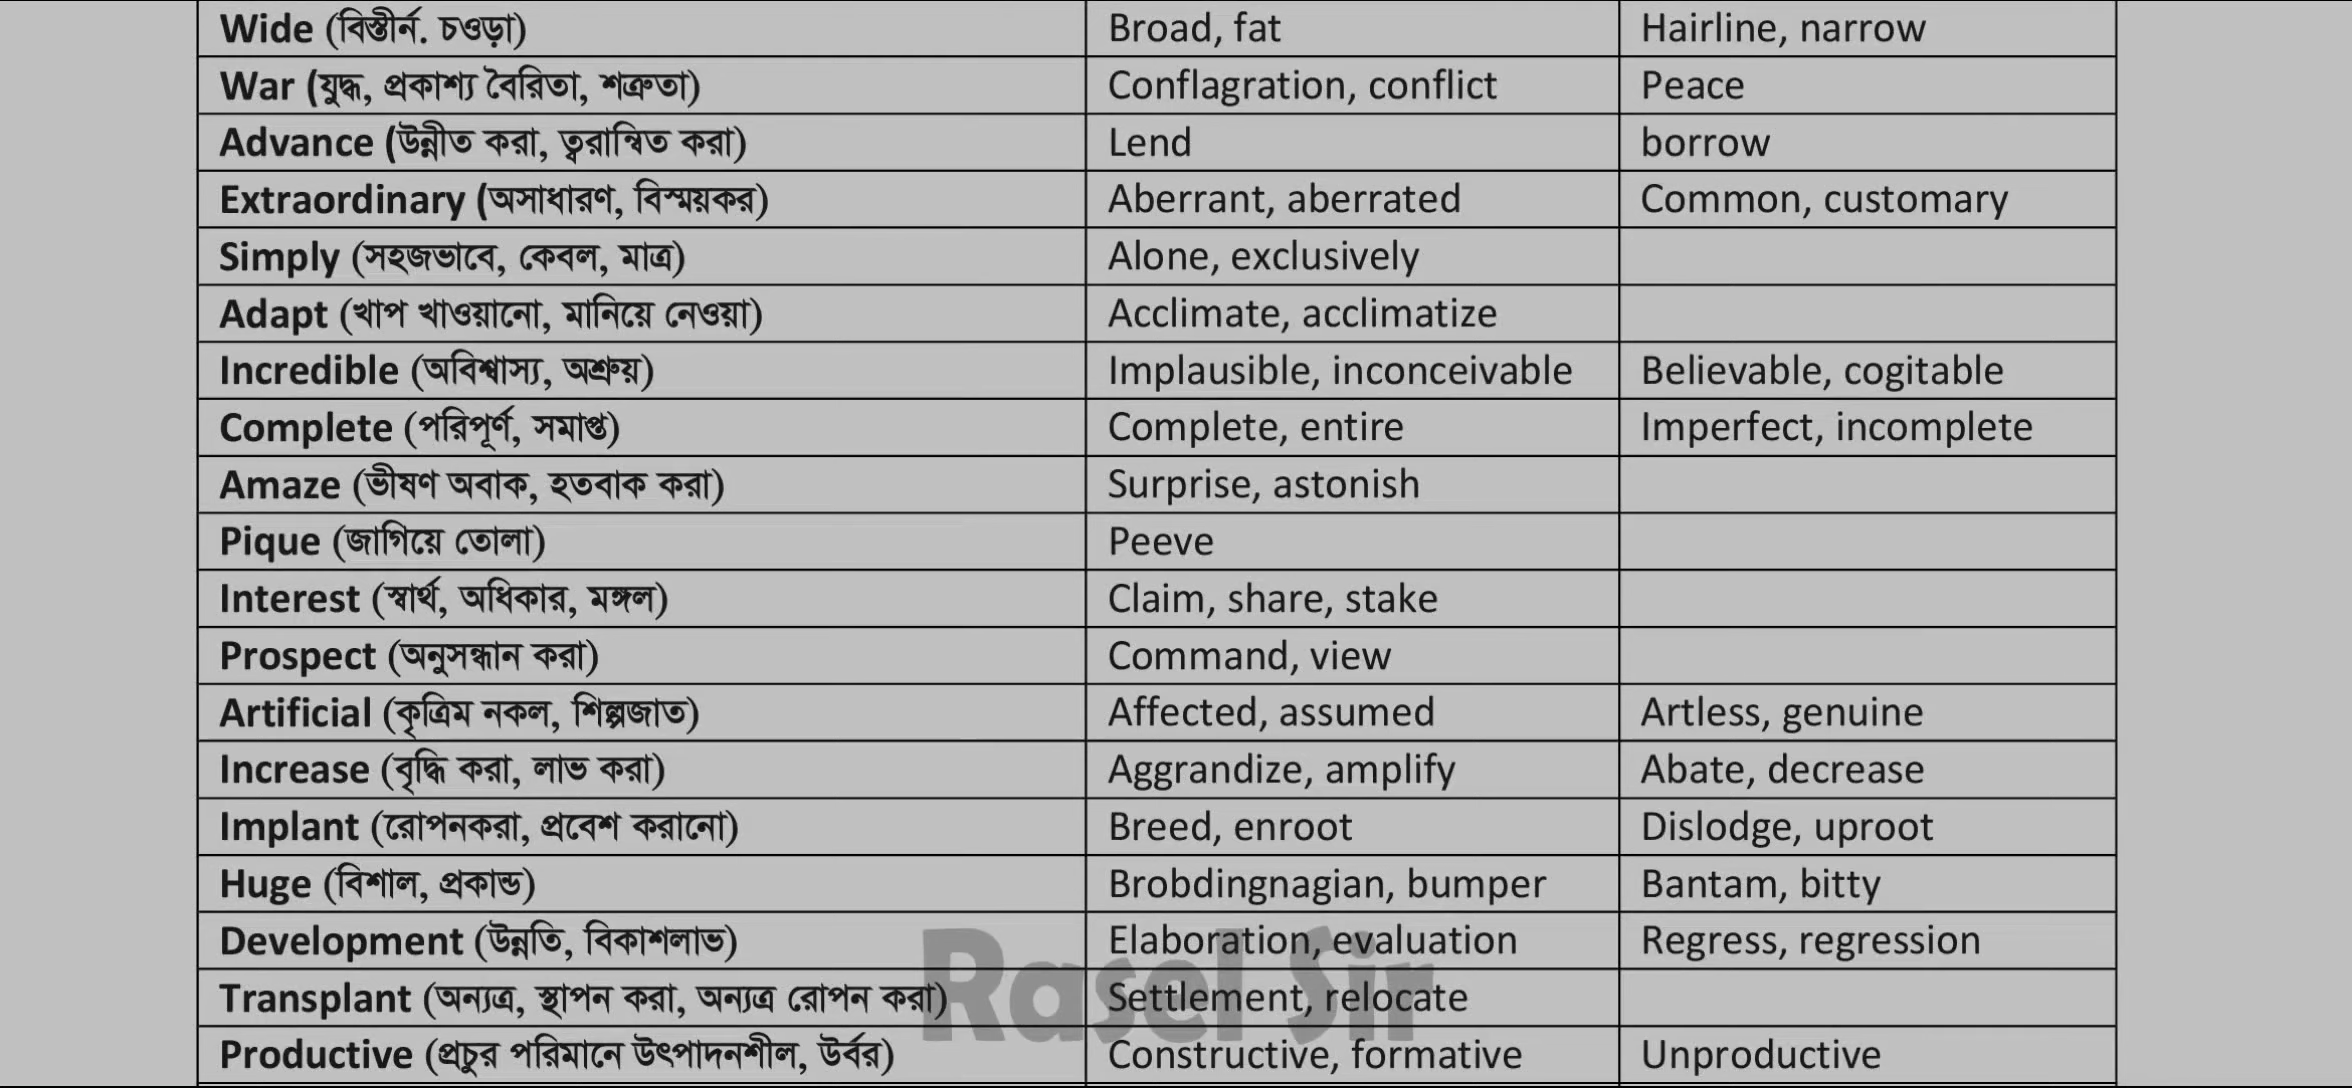 Wide (বিস্তীর্ন. চওড়া) Broad, fat Hairline, narrow
War (যুদ্ধ, প্রকাশ্য বৈরিতা, শত্রুতা) Conflagration, conflict Peace
Advance (উন্নীত করা, ত্বরান্বিত করা) Lend borrow
Extraordinary (অসাধারণ, বিস্ময়কর) Aberrant, aberrated Common, customary
Simply (সহজভাবে, কেবল, মাত্র) Alone, exclusively
Adapt (খাপ খাওয়ানো, মানিয়ে নেওয়া) Acclimate, acclimatize
Incredible (অবিশ্বাস্য, অশ্রুয়) Implausible, inconceivable Believable, cogitable
Complete (পরিপূর্ণ, সমাপ্ত) Complete, entire Imperfect, incomplete
Amaze (ভীষণ অবাক, হতবাক করা) Surprise, astonish
Pique (জাগিয়ে তোলা) Peeve
Interest (স্বার্থ, অধিকার, মঙ্গল) Claim, share, stake
Prospect (অনুসন্ধান করা) Command, view
Artificial (কৃত্রিম নকল, শিল্পজাত) Affected, assumed Artless, genuine
Increase (বৃদ্ধি করা, লাভ করা) Aggrandize, amplify Abate, decrease
Implant (রোপনকরা, প্রবেশ করানো) Breed, enroot Dislodge, uproot
Huge (বিশাল, প্রকান্ড) Brobdingnagian, bumper Bantam, bitty
Development (উন্নতি, বিকাশলাভ) Elaboration, evaluation Regress, regression
Transplant (অন্যত্র, স্থাপন করা, অন্যত্র রোপন করা) Settlement, relocate
Rasel Sir
Productive (প্রচুর পরিমানে উৎপাদনশীল, উর্বর) Constructive, formative Unproductive